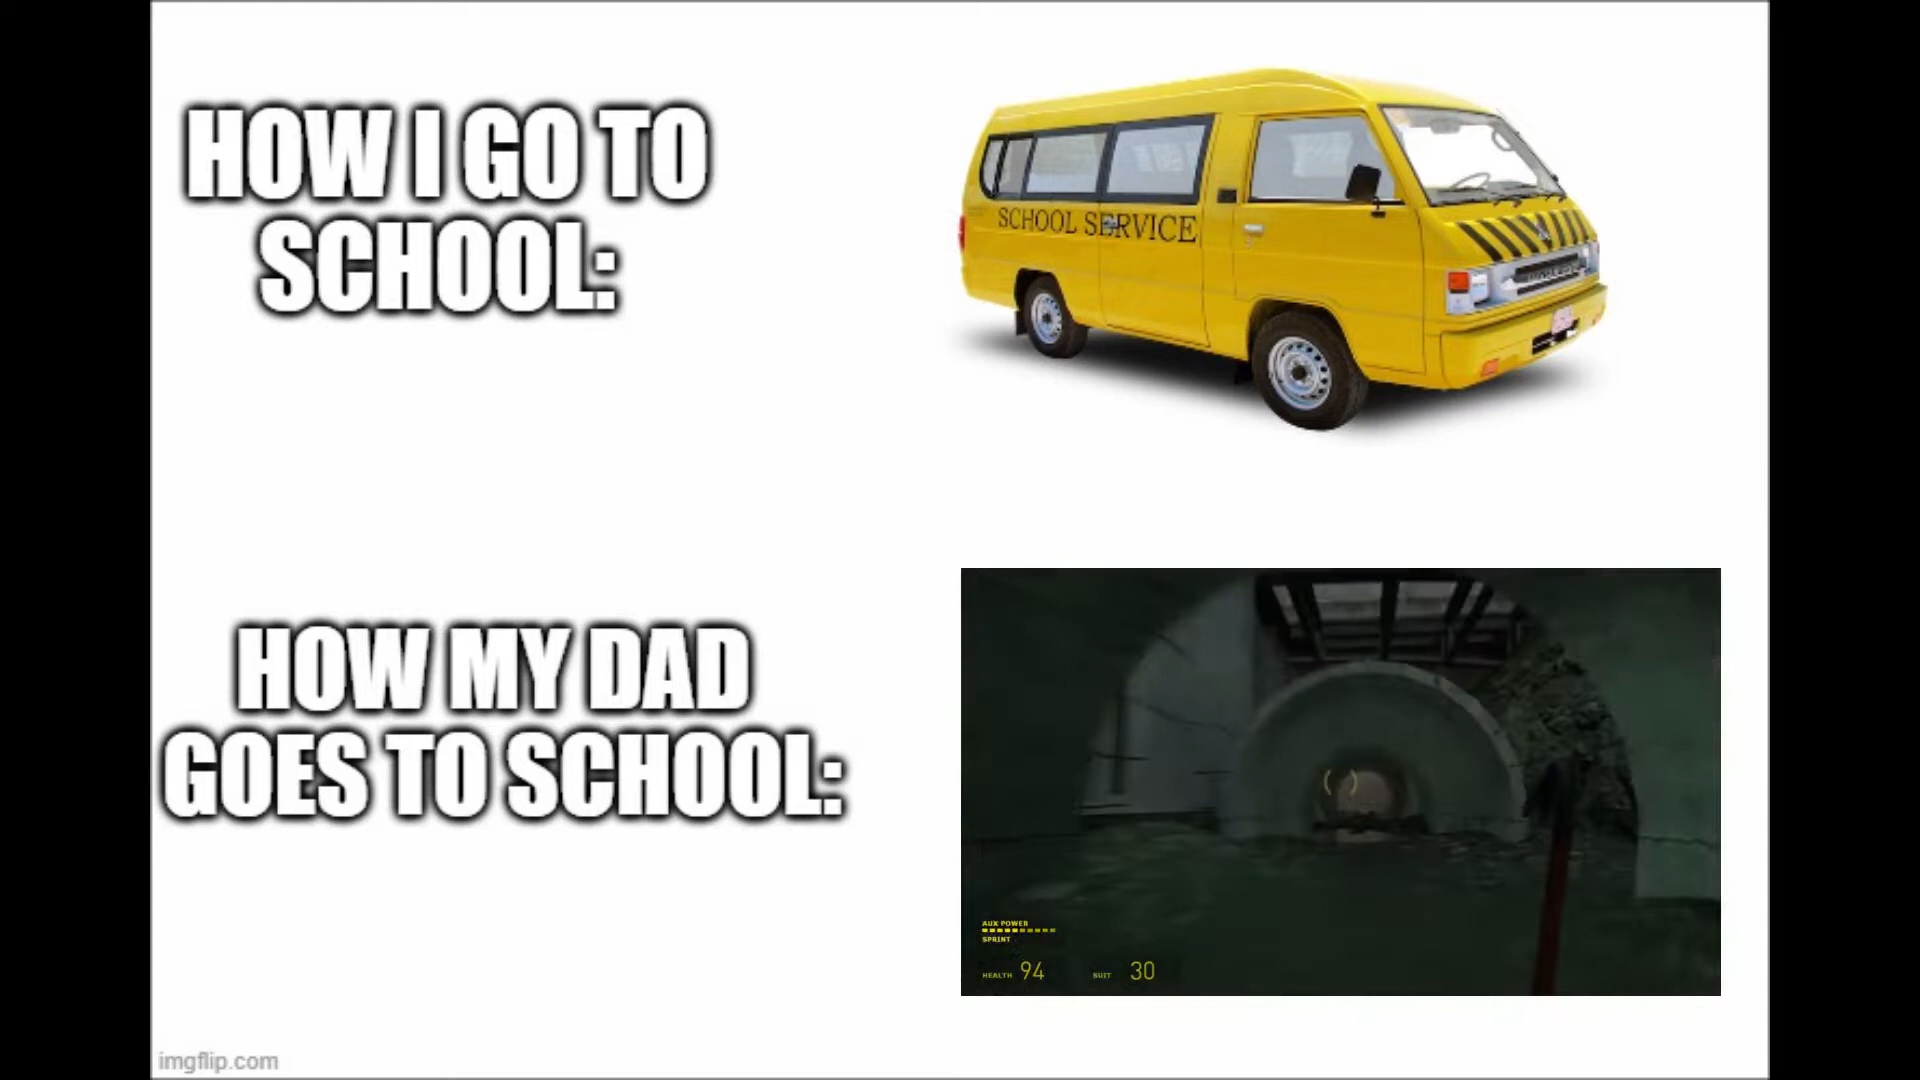 HOW I GO TO
SCHOOL:
SCHOOL SERVICE
HOW MY DAD
GOES TO SCHOOL:
AUX POWER
SPRINT
HEALTH 94 SUIT 30
imgflip.com